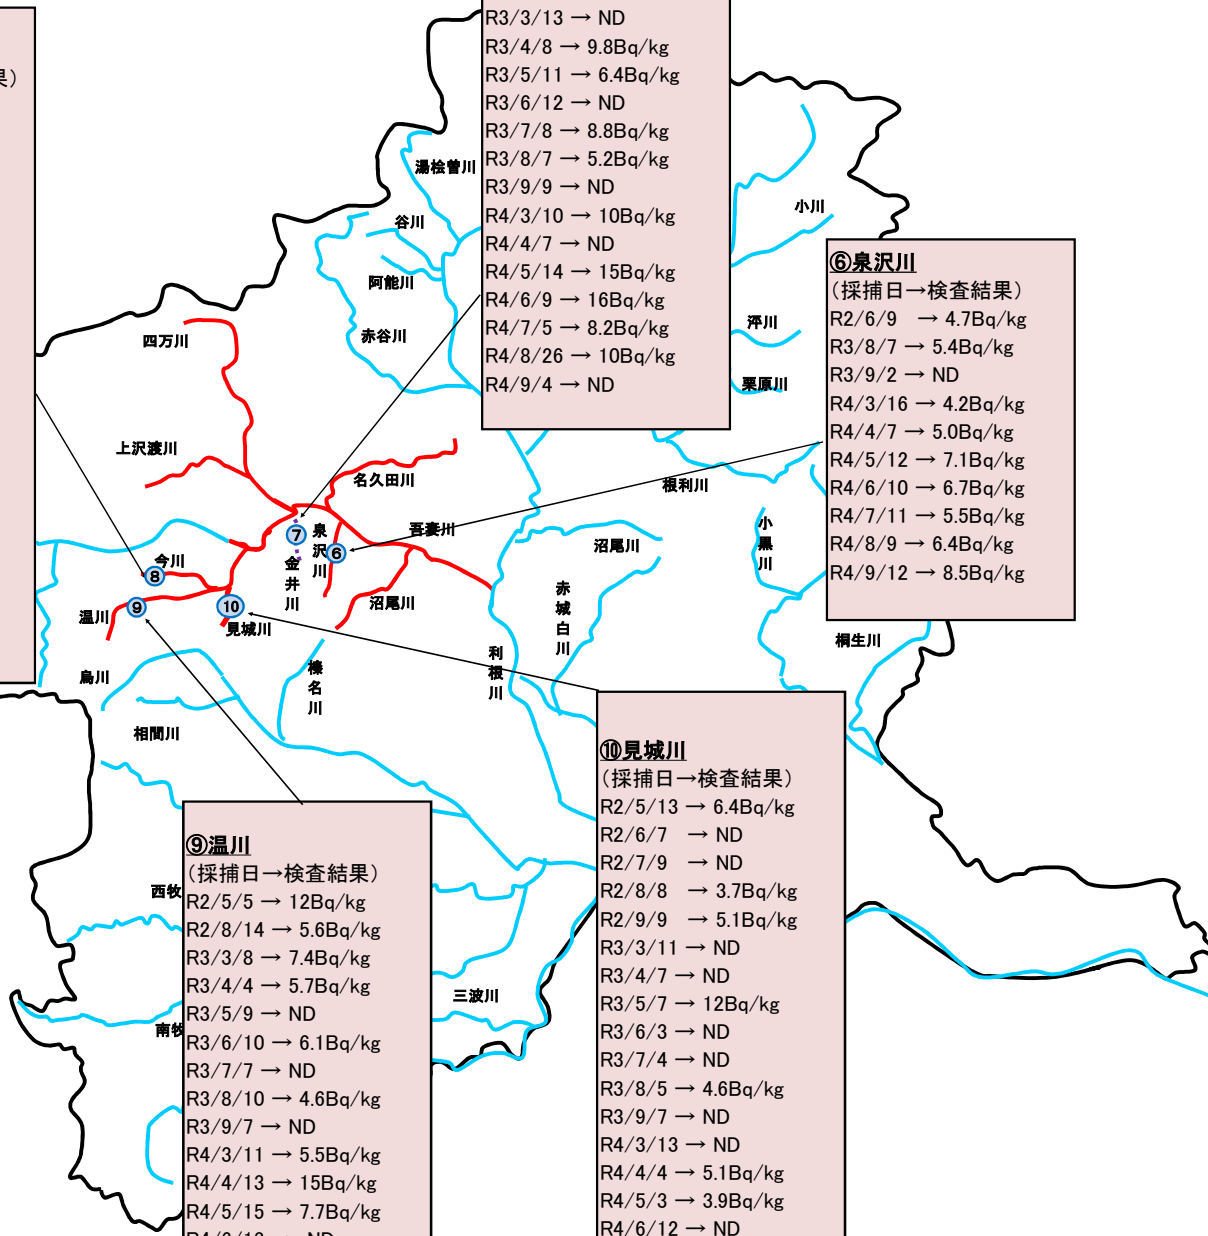 果）
R3/3/13 → ND
R3/4/8 → 9.8Bq/kg
R3/5/11 → 6.4Bq/kg
R3/6/12 → ND
R3/7/8 → 8.8Bq/kg
R3/8/7 → 5.2Bq/kg
R3/9/9 → ND
R4/3/10 → 10Bq/kg
R4/4/7 → ND
R4/5/14 → 15Bq/kg
R4/6/9 → 16Bq/kg
R4/7/5 → 8.2Bq/kg
R4/8/26 → 10Bq/kg
R4/9/4 → ND
湯桧曽川
谷川
阿能川
赤谷川
小川
泙川
栗原川
四万川
上沢渡川
名久田川
根利川
吾妻川
⑥泉沢川
（採捕日→検査結果）
R2/6/9 → 4.7Bq/kg
R3/8/7 → 5.4Bq/kg
R3/9/2 → ND
R4/3/16 → 4.2Bq/kg
R4/4/7 → 5.0Bq/kg
R4/5/12 → 7.1Bq/kg
R4/6/10 → 6.7Bq/kg
R4/7/11 → 5.5Bq/kg
R4/8/9 → 6.4Bq/kg
R4/9/12 → 8.5Bq/kg
7
泉沢川
6
金井川
小黒川
沼尾川
今川
8
9
10
温川
見城川
沼尾川
赤城白川
桐生川
烏川
榛名川
利根川
相間川
西牧
南牧
三波川
⑨温川
（採捕日→検査結果）
R2/5/5 → 12Bq/kg
R2/8/14 → 5.6Bq/kg
R3/3/8 → 7.4Bq/kg
R3/4/4 → 5.7Bq/kg
R3/5/9 → ND
R3/6/10 → 6.1Bq/kg
R3/7/7 → ND
R3/8/10 → 4.6Bq/kg
R3/9/7 → ND
R4/3/11 → 5.5Bq/kg
R4/4/13 → 15Bq/kg
R4/5/15 → 7.7Bq/kg
⑩見城川
（採捕日→検査結果）
R2/5/13 → 6.4Bq/kg
R2/6/7 → ND
R2/7/9 → ND
R2/8/8 → 3.7Bq/kg
R2/9/9 → 5.1Bq/kg
R3/3/11 → ND
R3/4/7 → ND
R3/5/7 → 12Bq/kg
R3/6/3 → ND
R3/7/4 → ND
R3/8/5 → 4.6Bq/kg
R3/9/7 → ND
R4/3/13 → ND
R4/4/4 → 5.1Bq/kg
R4/5/3 → 3.9Bq/kg
R4/6/12 → ND